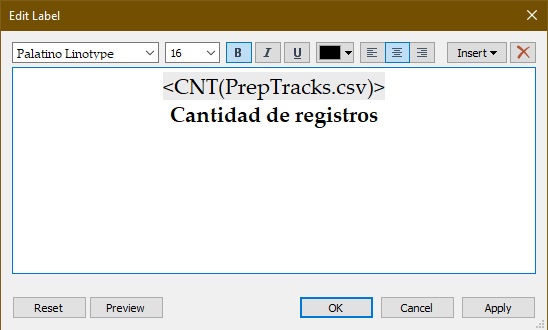 Edit Label
Palatino Linotype 16 B I U Insert
<CNT(PrepTracks.csv)>
Cantidad de registros
Reset Preview OK Cancel Apply